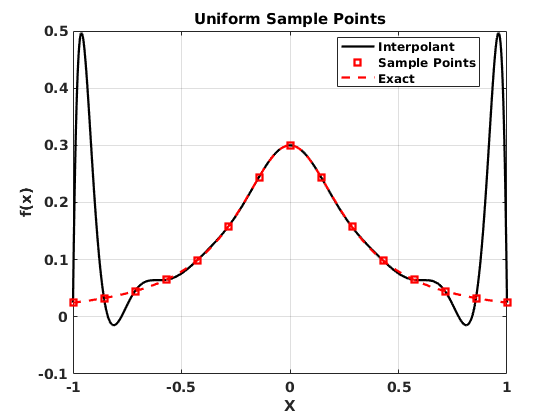 Uniform Sample Points
Interpolant
Sample Points
Exact
f(x)
0.5
0.4
0.3
0.2
0.1
0
-0.1
-1
-0.5
0
0.5
1
X